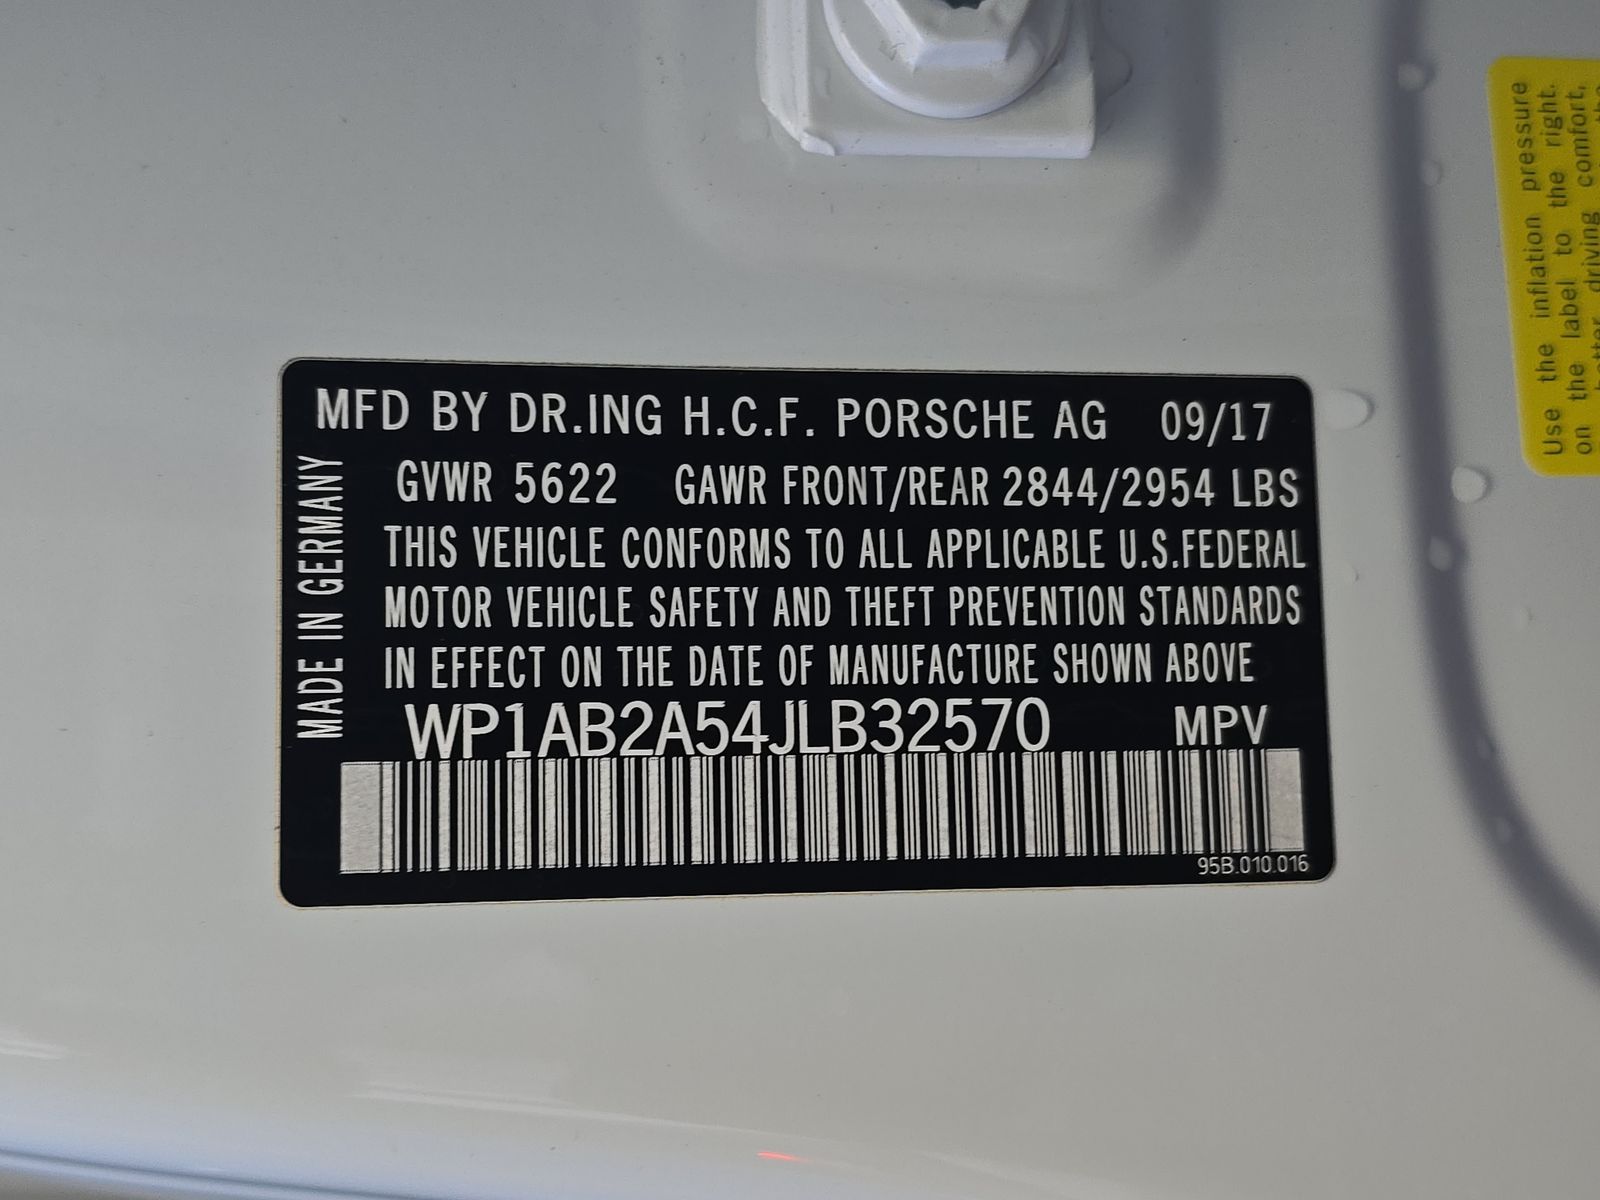 MFD BY DR.ING H.C.F. PORSCHE AG 09/17
GVWR 5622 GAWR FRONT/REAR 2844/2954 LBS
THIS VEHICLE CONFORMS TO ALL APPLICABLE U.S.FEDERAL
MOTOR VEHICLE SAFETY AND THEFT PREVENTION STANDARDS
IN EFFECT ON THE DATE OF MANUFACTURE SHOWN ABOVE
WP1AB2A54JLB32570 MPV
95B.010.016
MADE IN GERMANY
Use the inflation pressure
on the label to the right.
better driving comfort,